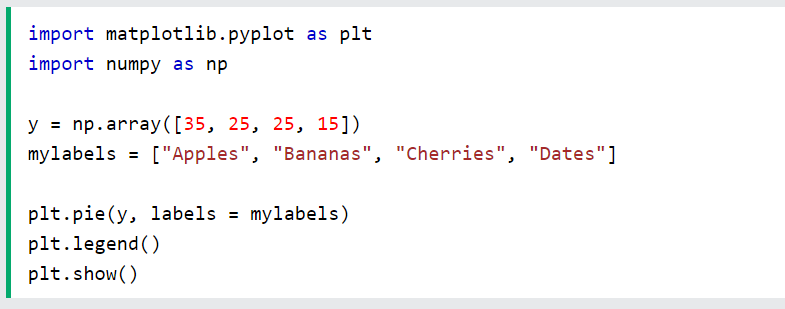 import matplotlib.pyplot as plt
import numpy as np
y = np.array([35, 25, 25, 15])
mylabels = ["Apples", "Bananas", "Cherries", "Dates"]
plt.pie(y, labels = mylabels)
plt.legend()
plt.show()